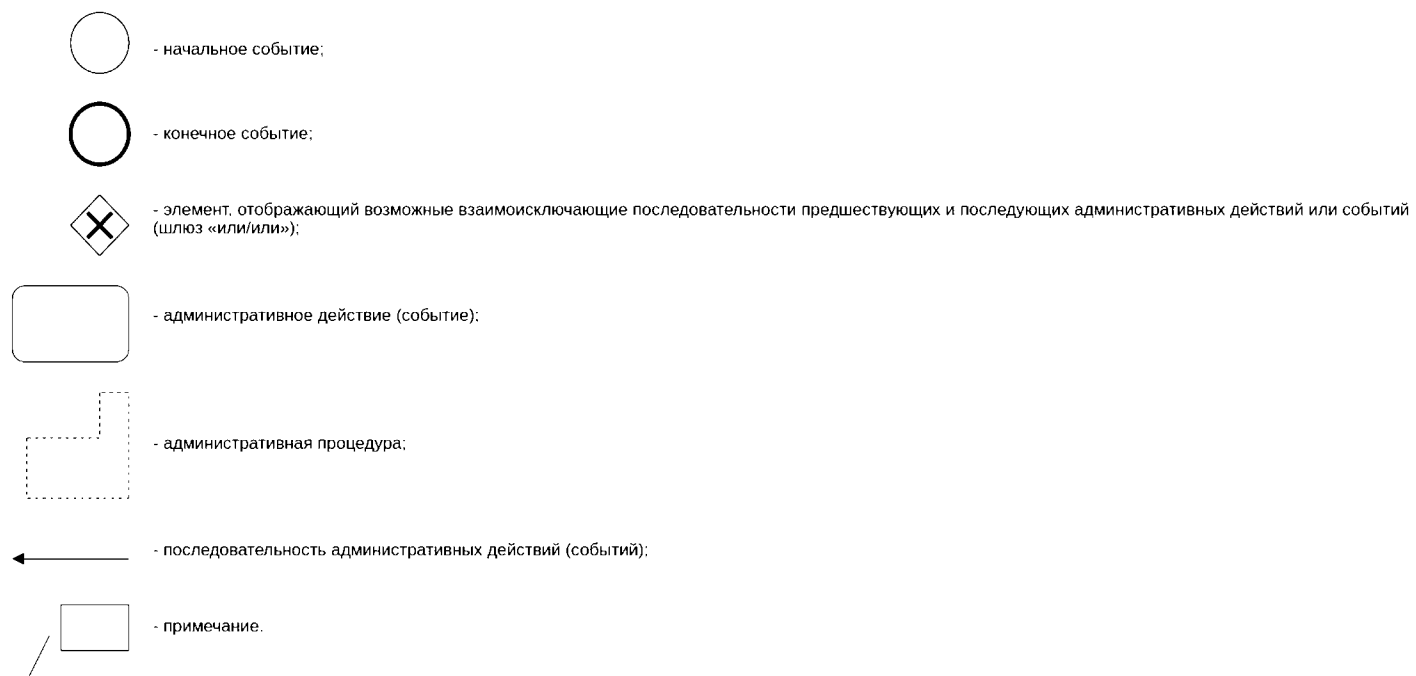 - начальное событие;
- конечное событие;
- элемент, отображающий возможные взаимоисключающие последовательности предшествующих и последующих административных действий или событий
(шлюз «или/или»);
- административное действие (событие);
- административная процедура;
- последовательность административных действий (событий);
- примечание.